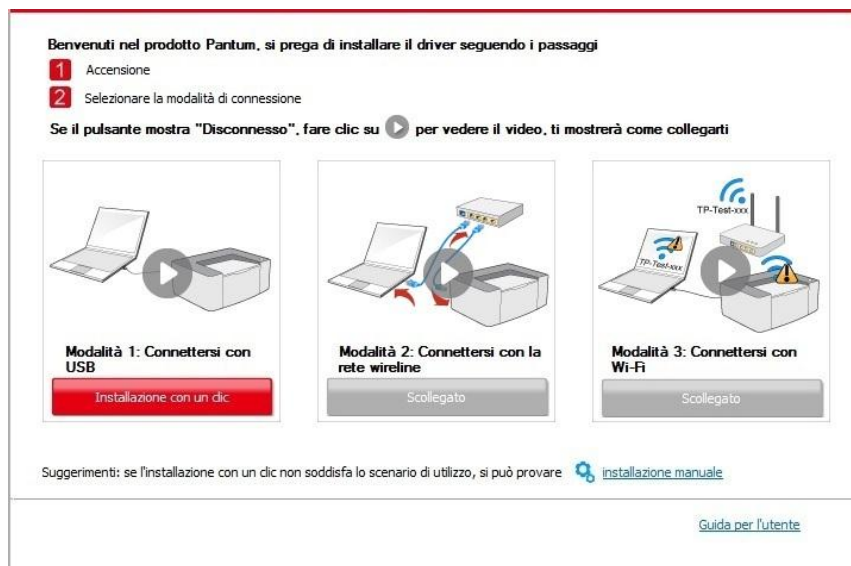 Benvenuti nel prodotto Pantum, si prega di installare il driver seguendo i passaggi
1 Accensione
2 Selezionare la modalità di connessione
Se il pulsante mostra "Disconnesso", fare clic su per vedere il video, ti mostrerà come collegarti
TP-Test-xxx
TP-Test-xxx
Modalità 1: Connettersi con
USB
Installazione con un clic
Modalità 2: Connettersi con la
rete wireline
Scollegato
Modalità 3: Connettersi con
Wi-Fi
Scollegato
Suggerimenti: se l'installazione con un clic non soddisfa lo scenario di utilizzo, si può provare installazione manuale
Guida per l'utente